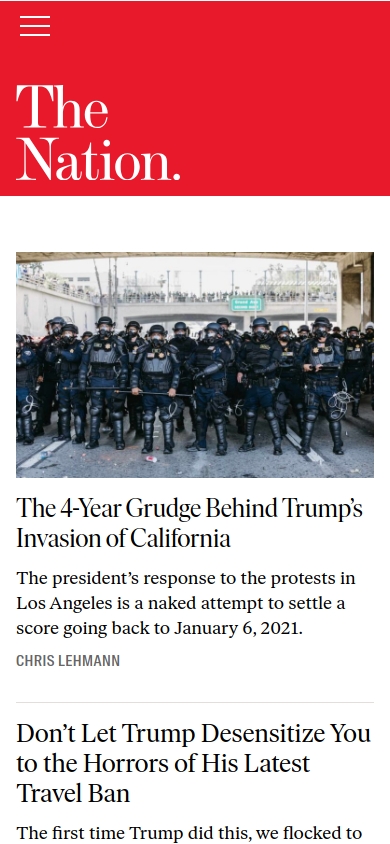 The
Nation.
The 4-Year Grudge Behind Trump’s
Invasion of California
The president’s response to the protests in
Los Angeles is a naked attempt to settle a
score going back to January 6, 2021.
CHRIS LEHMANN
Don’t Let Trump Desensitize You
to the Horrors of His Latest
Travel Ban
The first time Trump did this, we flocked to